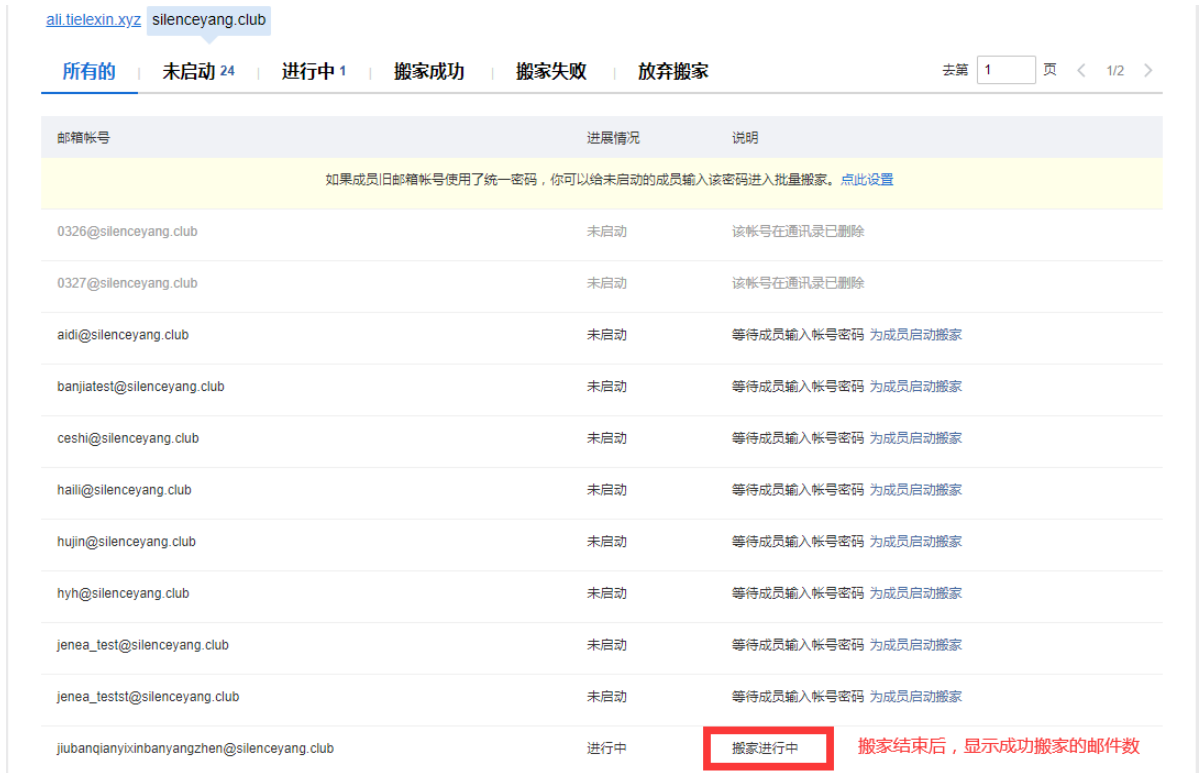 ali.tielexin.xyz silenceyang.club
所有的 未启动 24 进行中 1 搬家成功 搬家失败 放弃搬家 去第 1 页 < 1/2 >
邮箱帐号 进展情况 说明
如果成员旧邮箱帐号使用了统一密码，你可以给未启动的成员输入该密码进入批量搬家。点此设置
0326@silenceyang.club 未启动 该帐号在通讯录已删除
0327@silenceyang.club 未启动 该帐号在通讯录已删除
aidi@silenceyang.club 未启动 等待成员输入帐号密码 为成员启动搬家
banjiatest@silenceyang.club 未启动 等待成员输入帐号密码 为成员启动搬家
ceshi@silenceyang.club 未启动 等待成员输入帐号密码 为成员启动搬家
haili@silenceyang.club 未启动 等待成员输入帐号密码 为成员启动搬家
hujin@silenceyang.club 未启动 等待成员输入帐号密码 为成员启动搬家
hyh@silenceyang.club 未启动 等待成员输入帐号密码 为成员启动搬家
jenea_test@silenceyang.club 未启动 等待成员输入帐号密码 为成员启动搬家
jenea_testst@silenceyang.club 未启动 等待成员输入帐号密码 为成员启动搬家
jiubanqianyixinbanyangzhen@silenceyang.club 进行中 搬家进行中 搬家结束后，显示成功搬家的邮件数